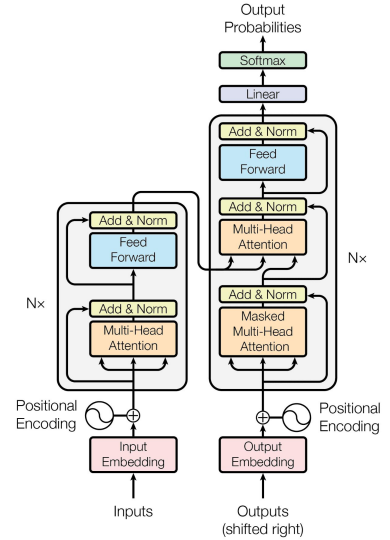 Output
Probabilities
Softmax
Linear
Add & Norm
Feed
Forward
Add & Norm
Multi-Head
Attention
Add & Norm
Masked
Multi-Head
Attention
N×
Add & Norm
Feed
Forward
N×
Add & Norm
Multi-Head
Attention
Positional
Encoding
Positional
Encoding
Input
Embedding
Output
Embedding
Inputs
Outputs
(shifted right)